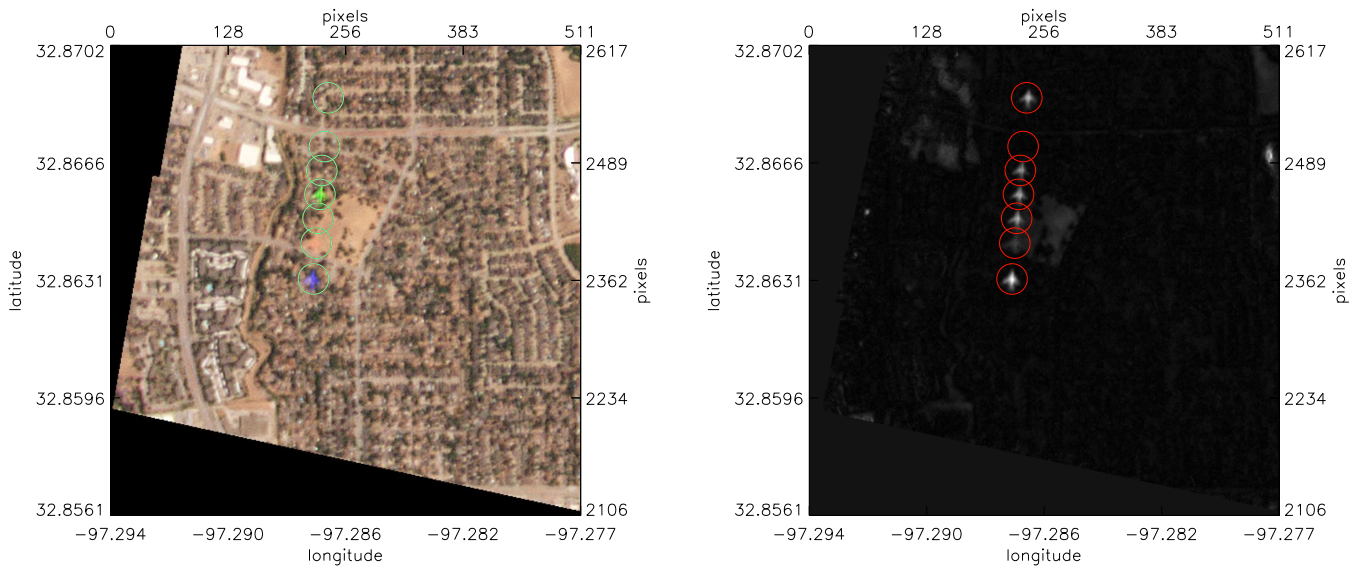 pixels pixels
0 128 256 383 511 0 128 256 383 511
32.8702 2617 32.8702 2617
32.8666 2489 32.8666 2489
latitude pixels latitude pixels
32.8631 2362 32.8631 2362
32.8596 2234 32.8596 2234
32.8561 2106 32.8561 2106
−97.294 −97.290 −97.286 −97.282 −97.277 −97.294 −97.290 −97.286 −97.282 −97.277
longitude longitude